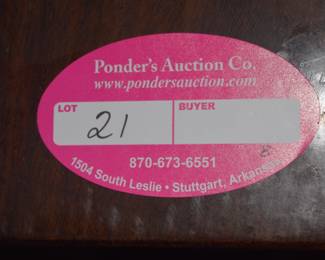 Ponder's Auction Co.
www.pondersauction.com
LOT
BUYER
21
870-673-6551
1504 South Leslie • Stuttgart, Arkansas